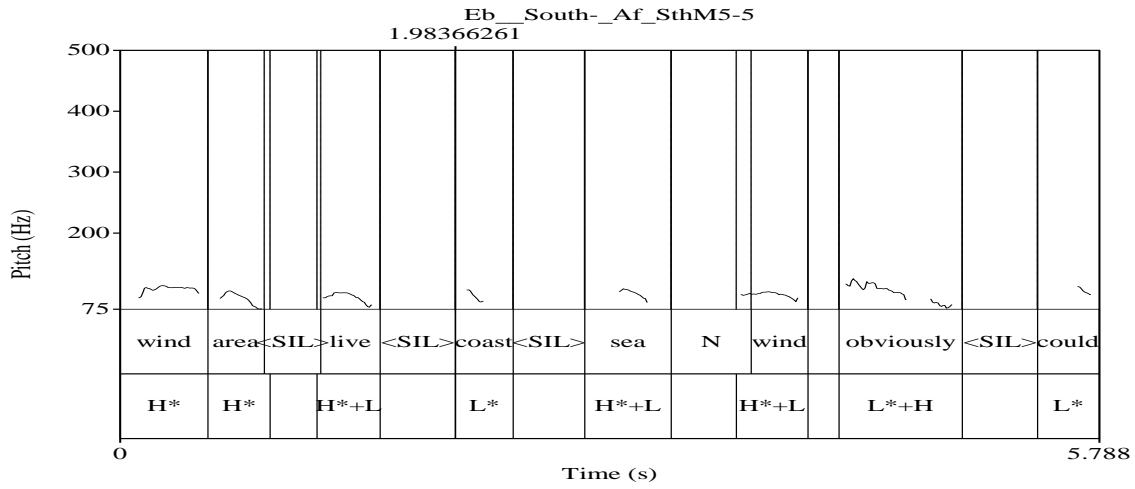 Eb__South-_Af_SthM5-5
1.98366261
500
400
300
200
75
Pitch (Hz)
wind area <SIL> live <SIL> coast <SIL> sea N wind obviously <SIL> could
H* H* H*+L L* H*+L H*+L L*+H L*
0 5.788
Time (s)